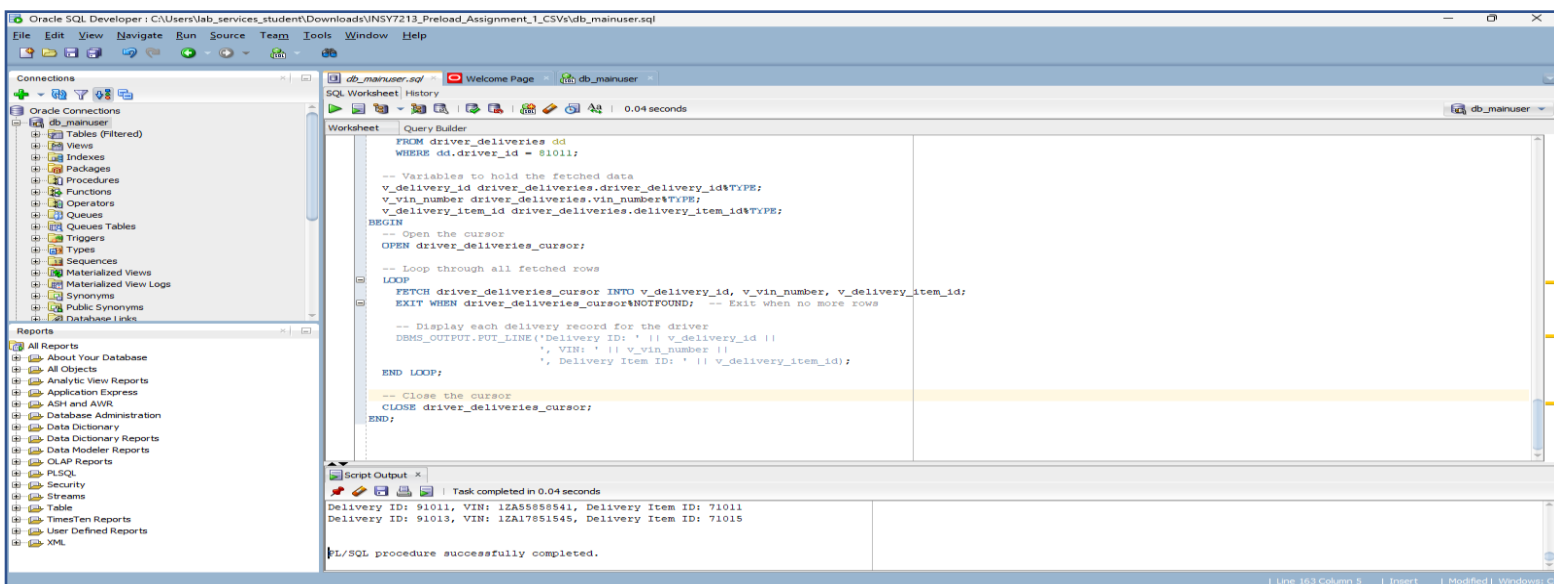 Oracle SQL Developer : C:\Users\lab_services_student\Downloads\INSY7213_Preload_Assignment_1_CSVs\db_mainuser.sql
File Edit View Navigate Run Source Team Tools Window Help
Connections
Oracle Connections
db_mainuser
Tables (Filtered)
Views
Indexes
Packages
Procedures
Functions
Operators
Queues
Queues Tables
Triggers
Types
Sequences
Materialized Views
Materialized View Logs
Synonyms
Public Synonyms
Database Links
Reports
All Reports
About Your Database
All Objects
Analytic View Reports
Application Express
ASH and AWR
Database Administration
Data Dictionary
Data Dictionary Reports
Data Modeler Reports
OLAP Reports
PLSQL
Security
Streams
Table
TimesTen Reports
User Defined Reports
XML
db_mainuser.sql Welcome Page db_mainuser
SQL Worksheet History
0.04 seconds db_mainuser
Worksheet Query Builder
FROM driver_deliveries dd
WHERE dd.driver_id = 81011;
-- Variables to hold the fetched data
v_delivery_id driver_deliveries.driver_delivery_id%TYPE;
v_vin_number driver_deliveries.vin_number%TYPE;
v_delivery_item_id driver_deliveries.delivery_item_id%TYPE;
BEGIN
-- Open the cursor
OPEN driver_deliveries_cursor;
-- Loop through all fetched rows
LOOP
FETCH driver_deliveries_cursor INTO v_delivery_id, v_vin_number, v_delivery_item_id;
EXIT WHEN driver_deliveries_cursor%NOTFOUND; -- Exit when no more rows
-- Display each delivery record for the driver
DBMS_OUTPUT.PUT_LINE('Delivery ID: ' || v_delivery_id ||
', VIN: ' || v_vin_number ||
', Delivery Item ID: ' || v_delivery_item_id);
END LOOP;
-- Close the cursor
CLOSE driver_deliveries_cursor;
END;
Script Output
Task completed in 0.04 seconds
Delivery ID: 91011, VIN: 1ZA55858541, Delivery Item ID: 71011
Delivery ID: 91013, VIN: 1ZA17851545, Delivery Item ID: 71015
PL/SQL procedure successfully completed.
Line 163 Column 5 Insert Modified Windows: